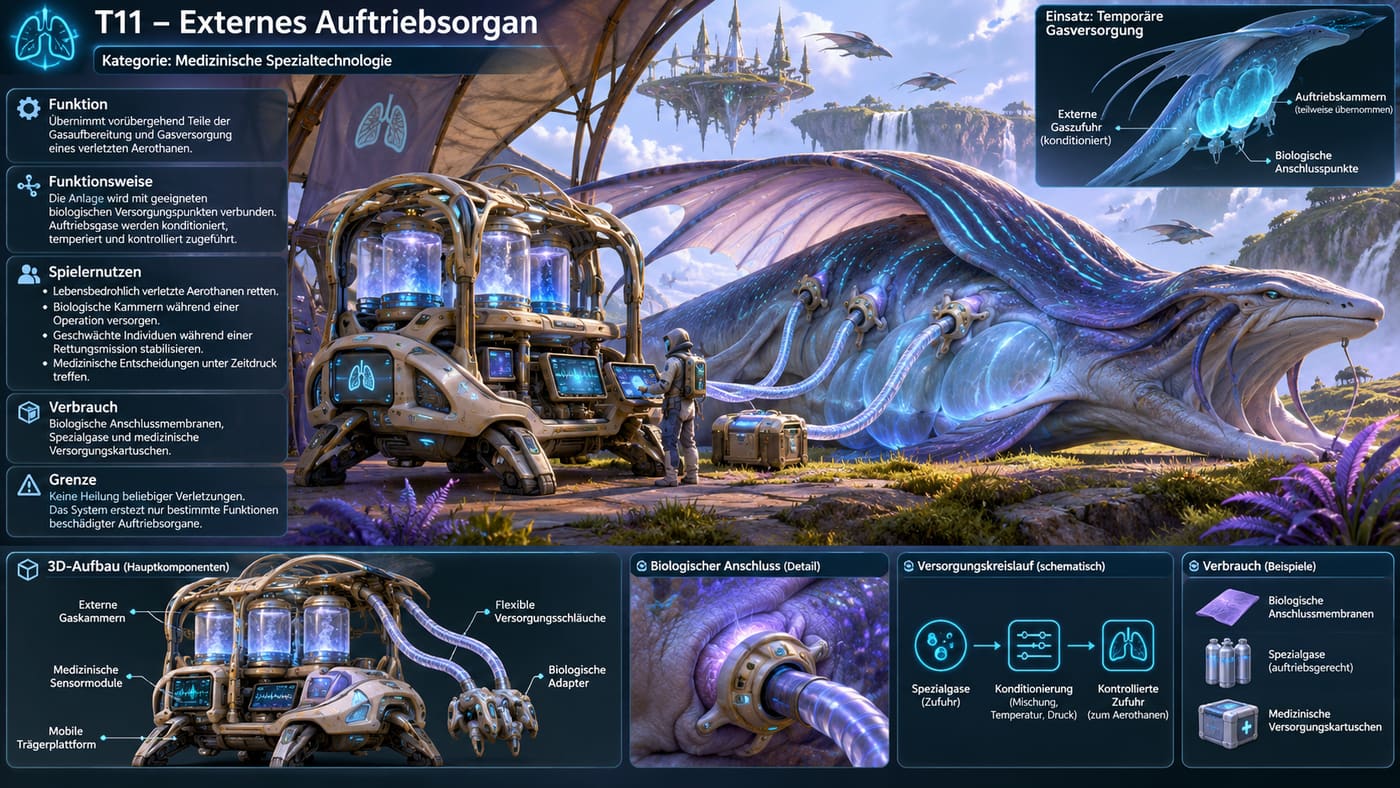 T11 – Externes Auftriebsorgan
Kategorie: Medizinische Spezialtechnologie
Funktion
Übernimmt vorübergehend Teile der
Gasaufbereitung und Gasversorgung
eines verletzten Aerothanen.
Funktionsweise
Die Anlage wird mit geeigneten
biologischen Versorgungspunkten verbunden.
Auftriebsgase werden konditioniert,
temperiert und kontrolliert zugeführt.
Spielernutzen
• Lebensbedrohlich verletzte Aerothanen retten.
• Biologische Kammern während einer
Operation versorgen.
• Geschwächte Individuen während einer
Rettungsmission stabilisieren.
• Medizinische Entscheidungen unter Zeitdruck
treffen.
Verbrauch
Biologische Anschlussmembranen,
Spezialgase und medizinische
Versorgungskartuschen.
Grenze
Keine Heilung beliebiger Verletzungen.
Das System erstezt nur bestimmte Funktionen
beschädigter Auftriebsorgane.
Einsatz: Temporäre
Gasversorgung
Auftriebskammern
(teilweise übernommen)
Externe
Gaszufuhr
(konditioniert)
Biologische
Anschlusspunkte
3D-Aufbau (Hauptkomponenten)
Externe
Gaskammern
Medizinische
Sensormodule
Mobile
Trägerplattform
Flexible
Versorgungsschläuche
Biologische
Adapter
Biologischer Anschluss (Detail)
Versorgungskreislauf (schematisch)
Spezialgase
(Zufuhr)
Konditionierung
(Mischung,
Temperatur, Druck)
Kontrollierte
Zufuhr
(zum Aerothanen)
Verbrauch (Beispiele)
Biologische
Anschlussmembranen
Spezialgase
(auftriebsgerecht)
Medizinische
Versorgungskartuschen